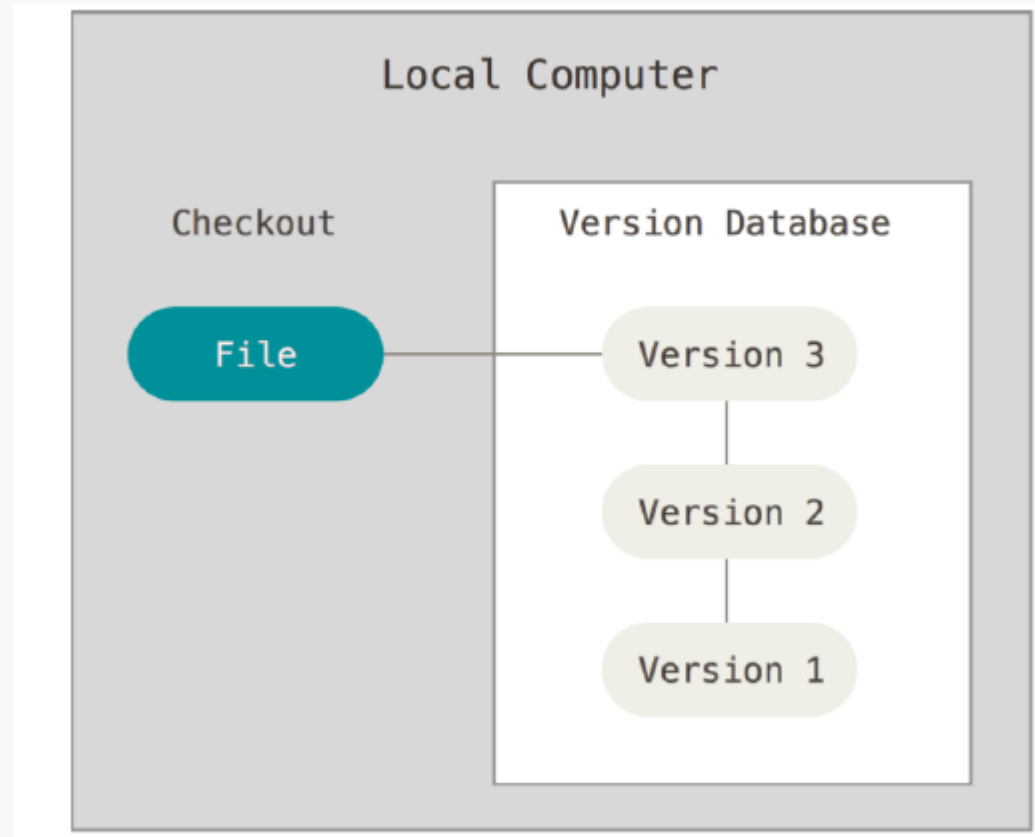 Local Computer
Checkout
Version Database
File
Version 3
Version 2
Version 1